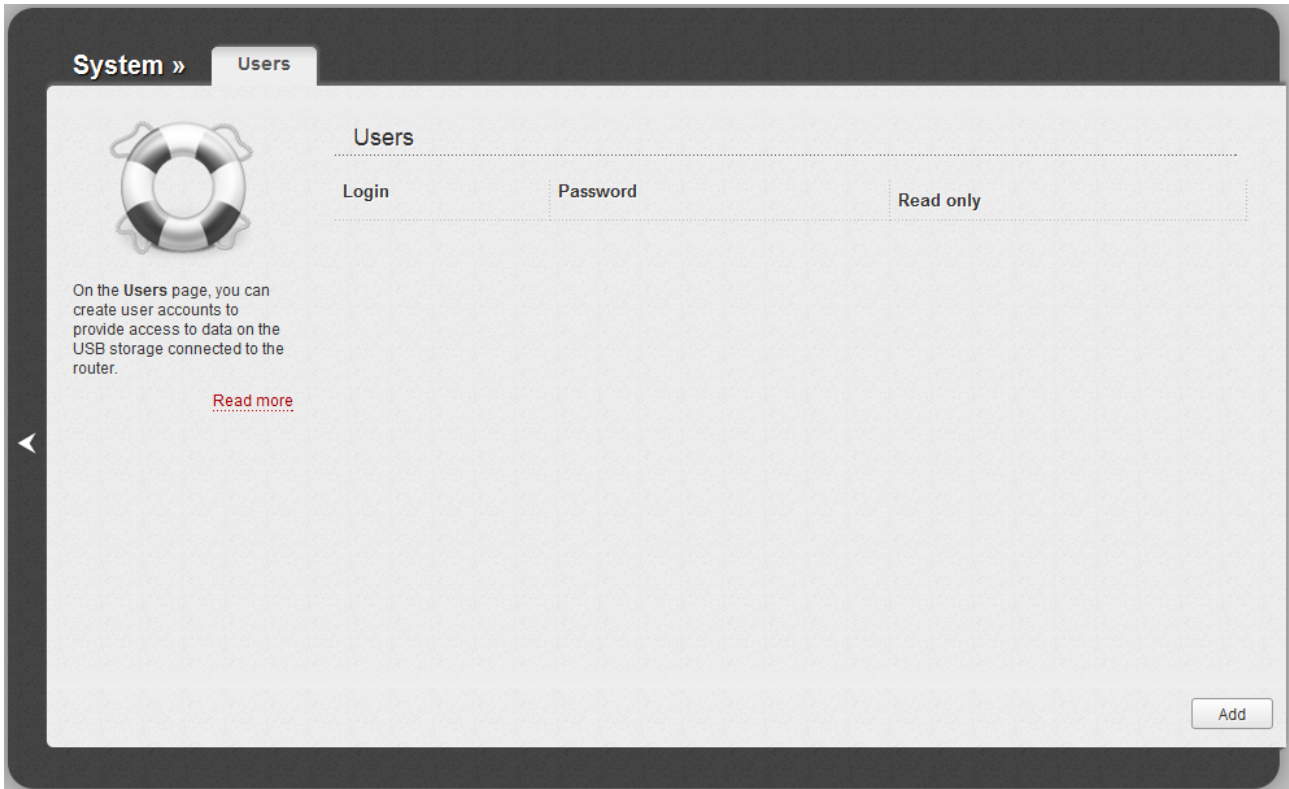 System »
Users
Users
Login
Password
Read only
On the Users page, you can
create user accounts to
provide access to data on the
USB storage connected to the
router.
Read more
Add